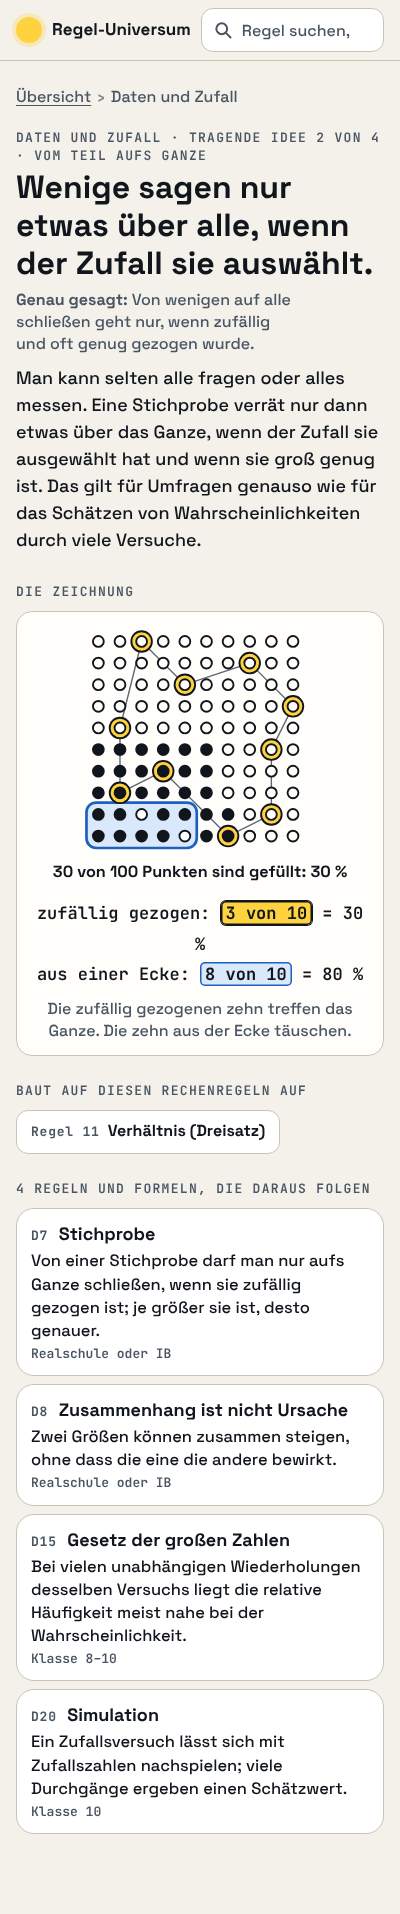 Regel-Universum
Regel suchen,
Übersicht > Daten und Zufall
DATEN UND ZUFALL · TRAGENDE IDEE 2 VON 4
· VOM TEIL AUFS GANZE
Wenige sagen nur
etwas über alle, wenn
der Zufall sie auswählt.
Genau gesagt: Von wenigen auf alle
schließen geht nur, wenn zufällig
und oft genug gezogen wurde.
Man kann selten alle fragen oder alles
messen. Eine Stichprobe verrät nur dann
etwas über das Ganze, wenn der Zufall sie
ausgewählt hat und wenn sie groß genug
ist. Das gilt für Umfragen genauso wie für
das Schätzen von Wahrscheinlichkeiten
durch viele Versuche.
DIE ZEICHNUNG
30 von 100 Punkten sind gefüllt: 30 %
zufällig gezogen: 3 von 10 = 30
%
aus einer Ecke: 8 von 10 = 80 %
Die zufällig gezogenen zehn treffen das
Ganze. Die zehn aus der Ecke täuschen.
BAUT AUF DIESEN RECHENREGELN AUF
Regel 11 Verhältnis (Dreisatz)
4 REGELN UND FORMELN, DIE DARAUS FOLGEN
D7 Stichprobe
Von einer Stichprobe darf man nur aufs
Ganze schließen, wenn sie zufällig
gezogen ist; je größer sie ist, desto
genauer.
Realschule oder IB
D8 Zusammenhang ist nicht Ursache
Zwei Größen können zusammen steigen,
ohne dass die eine die andere bewirkt.
Realschule oder IB
D15 Gesetz der großen Zahlen
Bei vielen unabhängigen Wiederholungen
desselben Versuchs liegt die relative
Häufigkeit meist nahe bei der
Wahrscheinlichkeit.
Klasse 8–10
D20 Simulation
Ein Zufallsversuch lässt sich mit
Zufallszahlen nachspielen; viele
Durchgänge ergeben einen Schätzwert.
Klasse 10